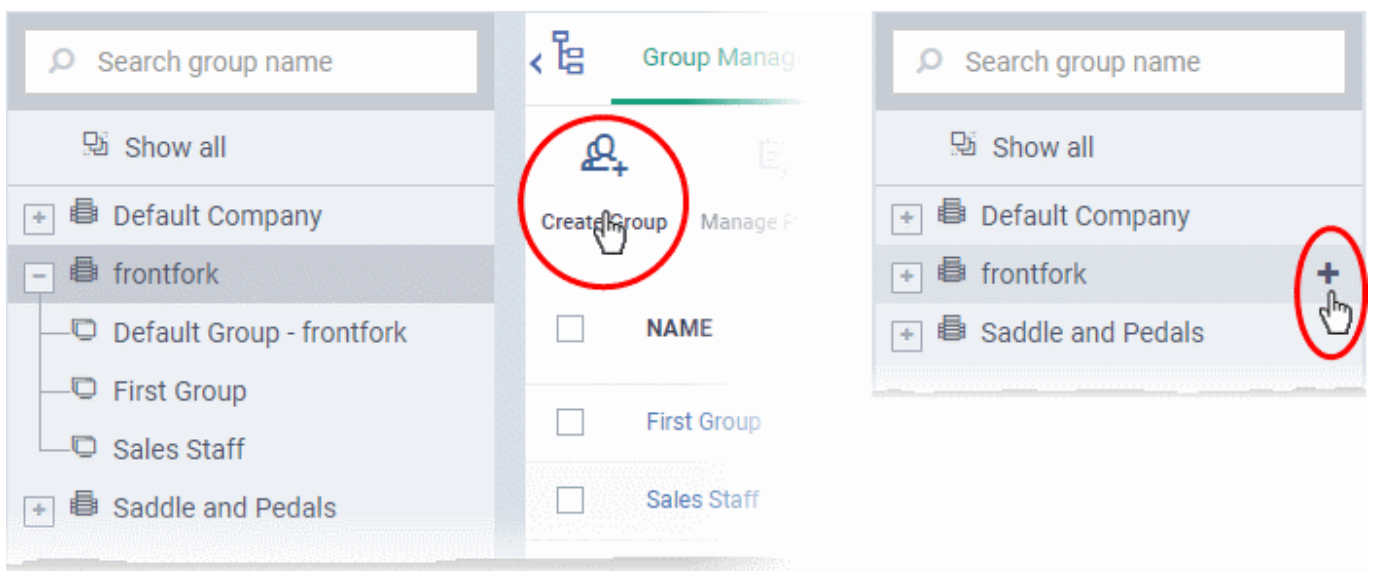 Search group name
Show all
Default Company
frontfork
Default Group - frontfork
First Group
Sales Staff
Saddle and Pedals
Group Manag
Create Group
Manage
NAME
First Group
Sales Staff
Search group name
Show all
Default Company
frontfork
Saddle and Pedals